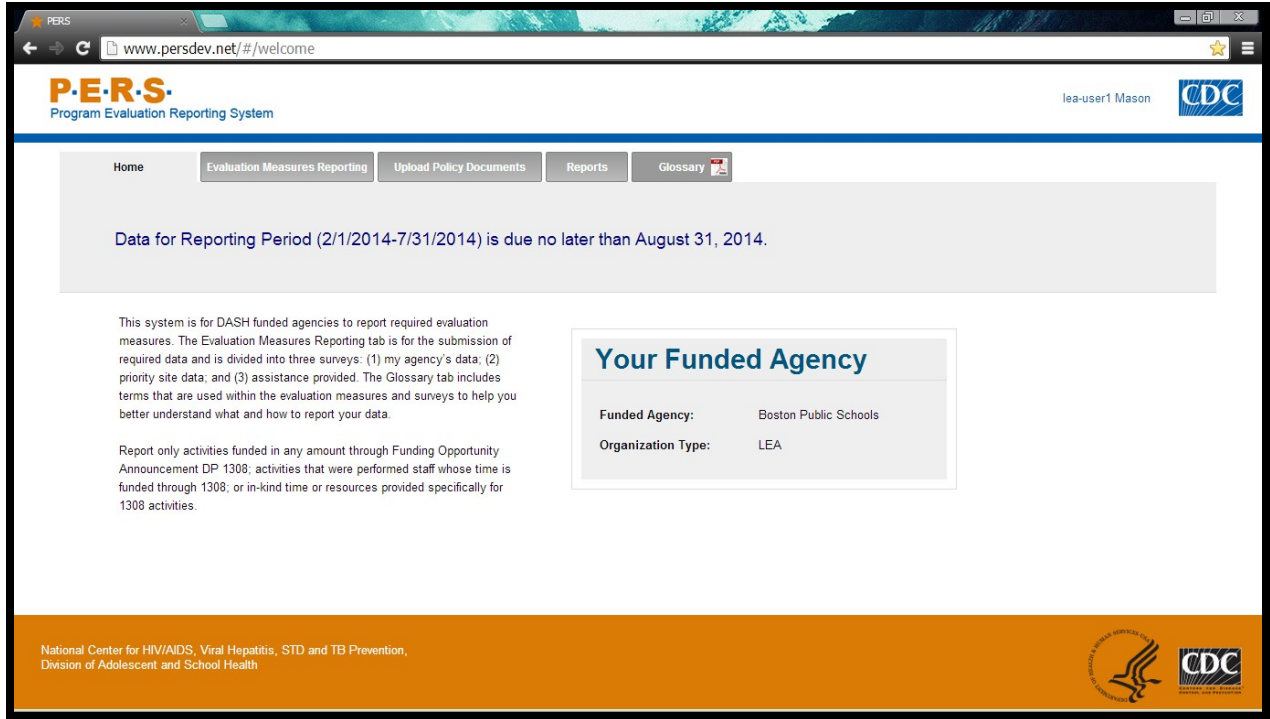 PERS
www.persdev.net/#/welcome
P·E·R·S·
Program Evaluation Reporting System
lea-user1 Mason
CDC
Home
Evaluation Measures Reporting
Upload Policy Documents
Reports
Glossary
Data for Reporting Period (2/1/2014-7/31/2014) is due no later than August 31, 2014.
This system is for DASH funded agencies to report required evaluation
measures. The Evaluation Measures Reporting tab is for the submission of
required data and is divided into three surveys: (1) my agency's data; (2)
priority site data; and (3) assistance provided. The Glossary tab includes
terms that are used within the evaluation measures and surveys to help you
better understand what and how to report your data.
Report only activities funded in any amount through Funding Opportunity
Announcement DP 1308; activities that were performed staff whose time is
funded through 1308; or in-kind time or resources provided specifically for
1308 activities.
Your Funded Agency
Funded Agency: Boston Public Schools
Organization Type: LEA
National Center for HIV/AIDS, Viral Hepatitis, STD and TB Prevention,
Division of Adolescent and School Health
CDC